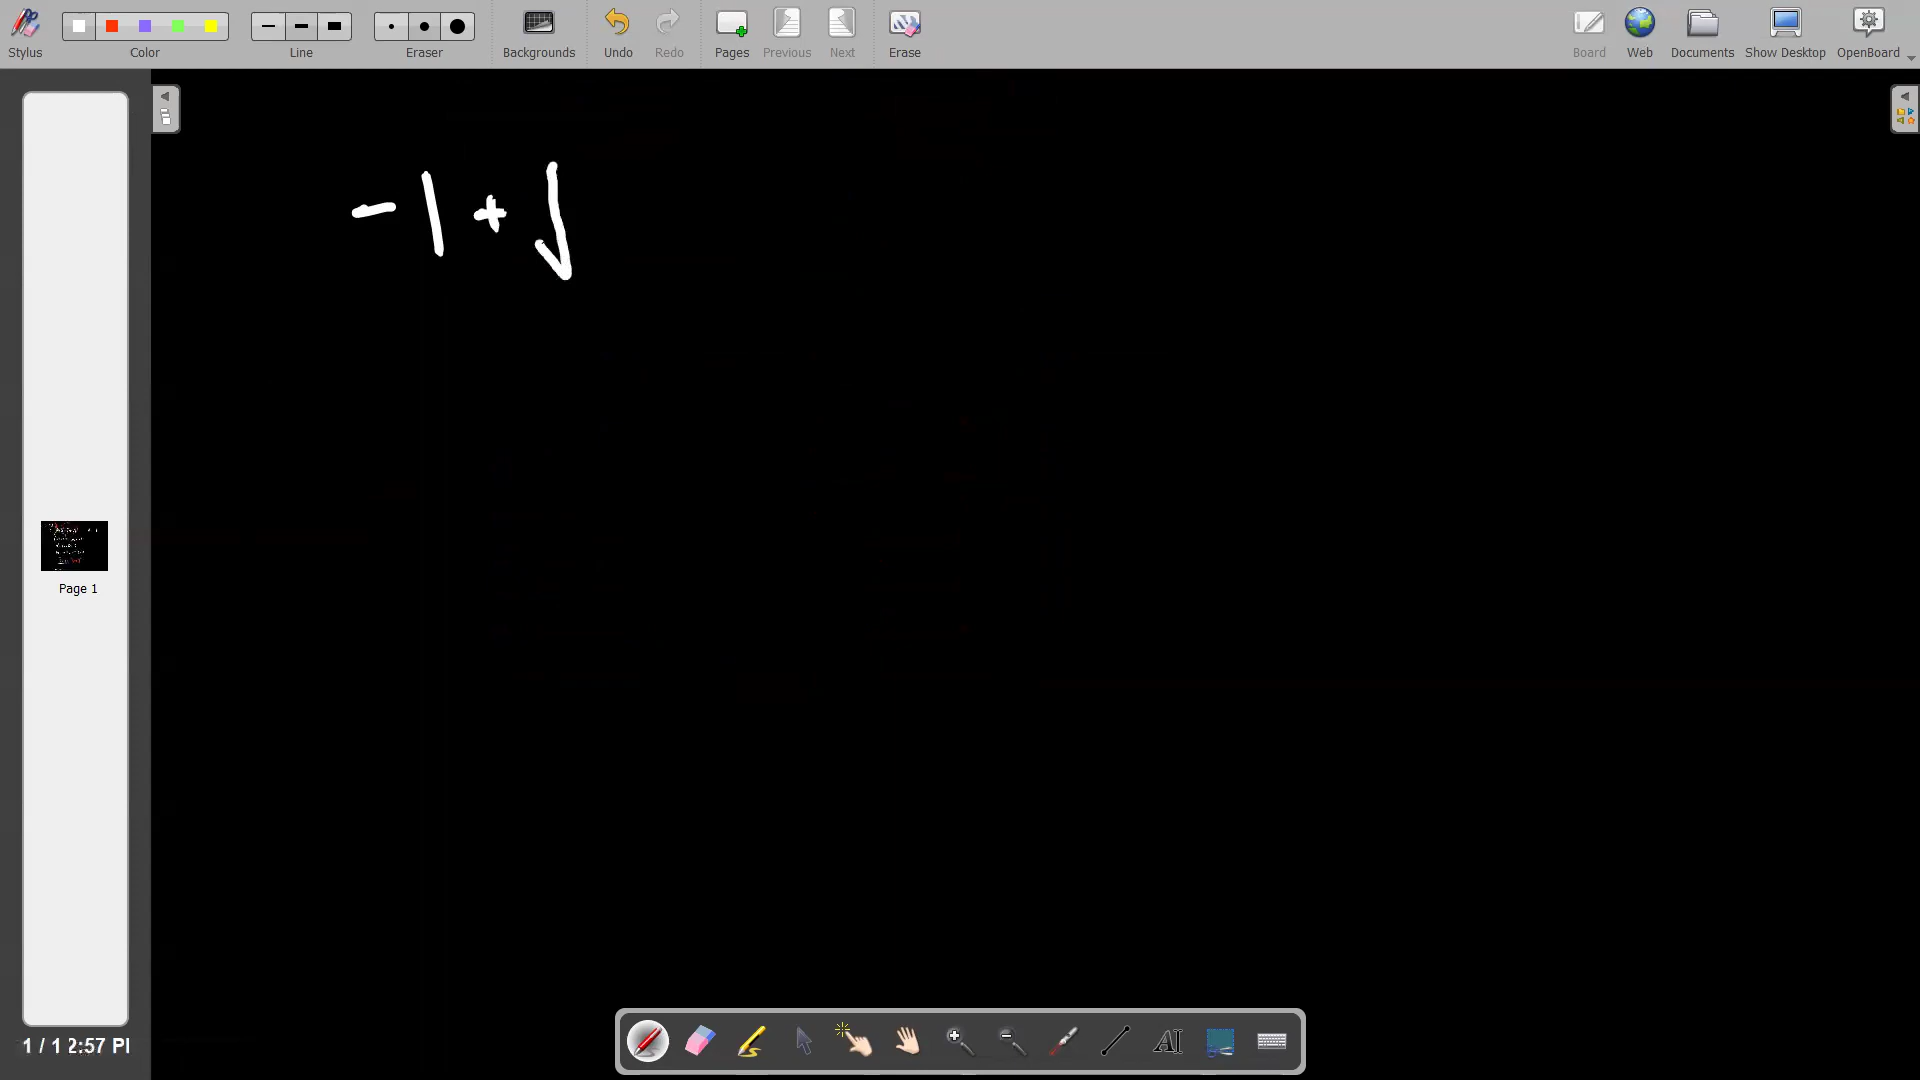 Stylus Color Line Eraser Backgrounds Undo Redo Pages Previous Next Erase Board Web Documents Show Desktop OpenBoard
-1 + √
Page 1
1 / 1 2:57 PM